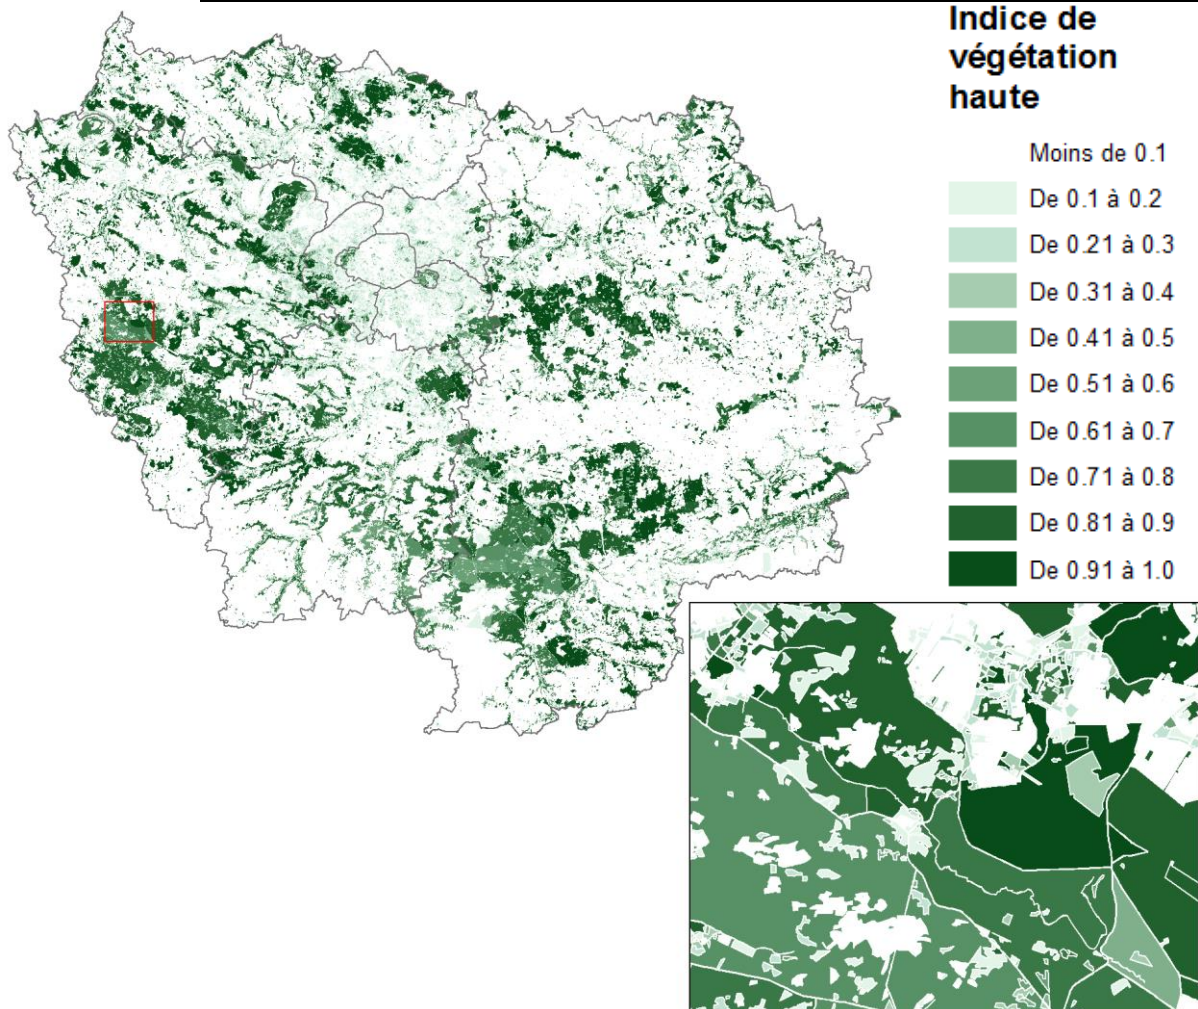 Indice de
végétation
haute
Moins de 0.1
De 0.1 à 0.2
De 0.21 à 0.3
De 0.31 à 0.4
De 0.41 à 0.5
De 0.51 à 0.6
De 0.61 à 0.7
De 0.71 à 0.8
De 0.81 à 0.9
De 0.91 à 1.0